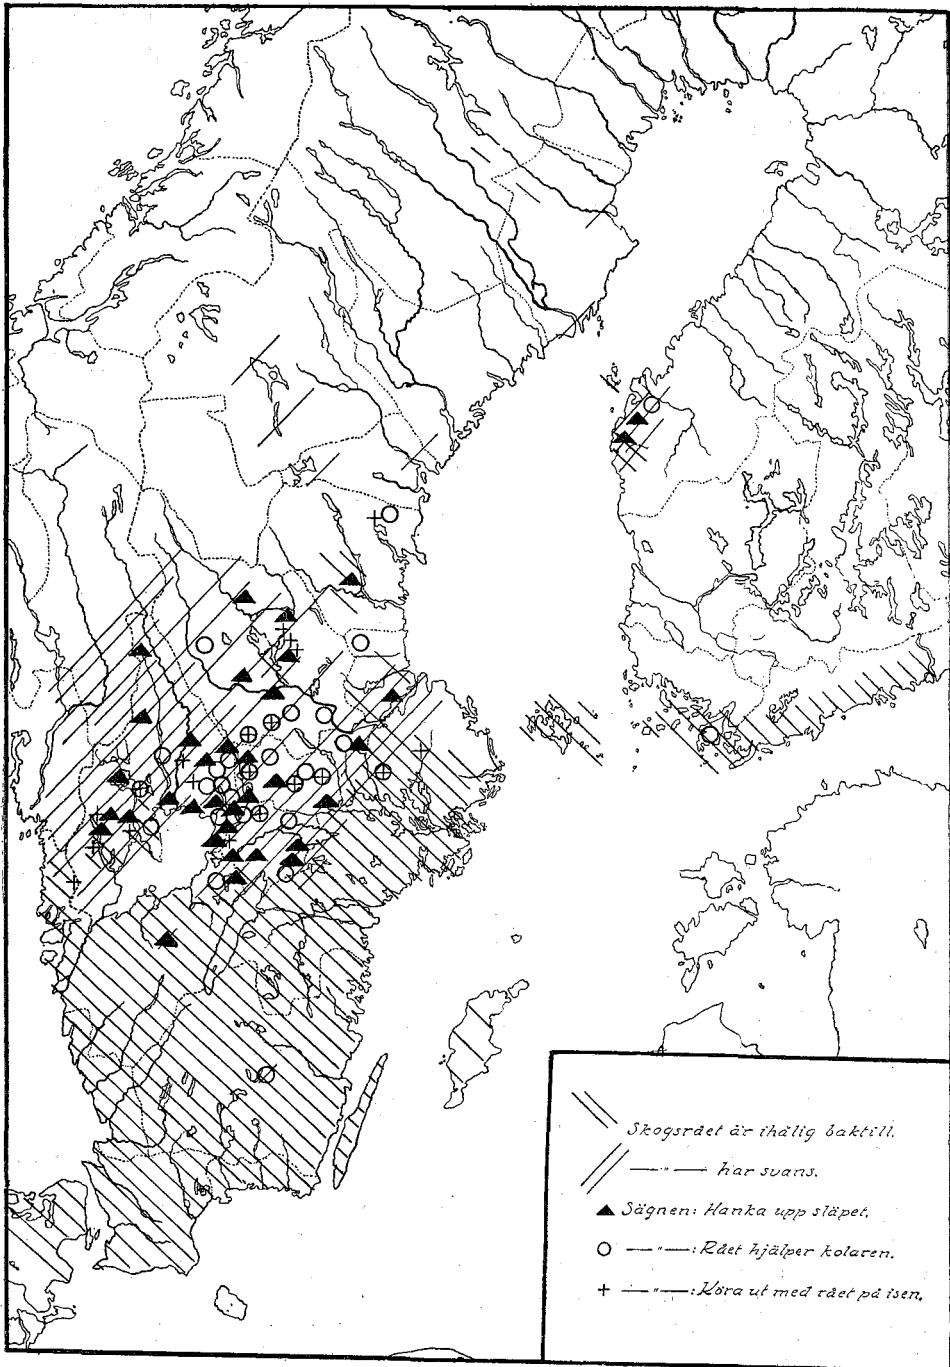 Skogsrået är ihålig baktill.
—"— har svans.
Sägnen: Hanka upp släpet.
—"—: Rået hjälper kolaren.
—"—: Köra ut med rået på isen.